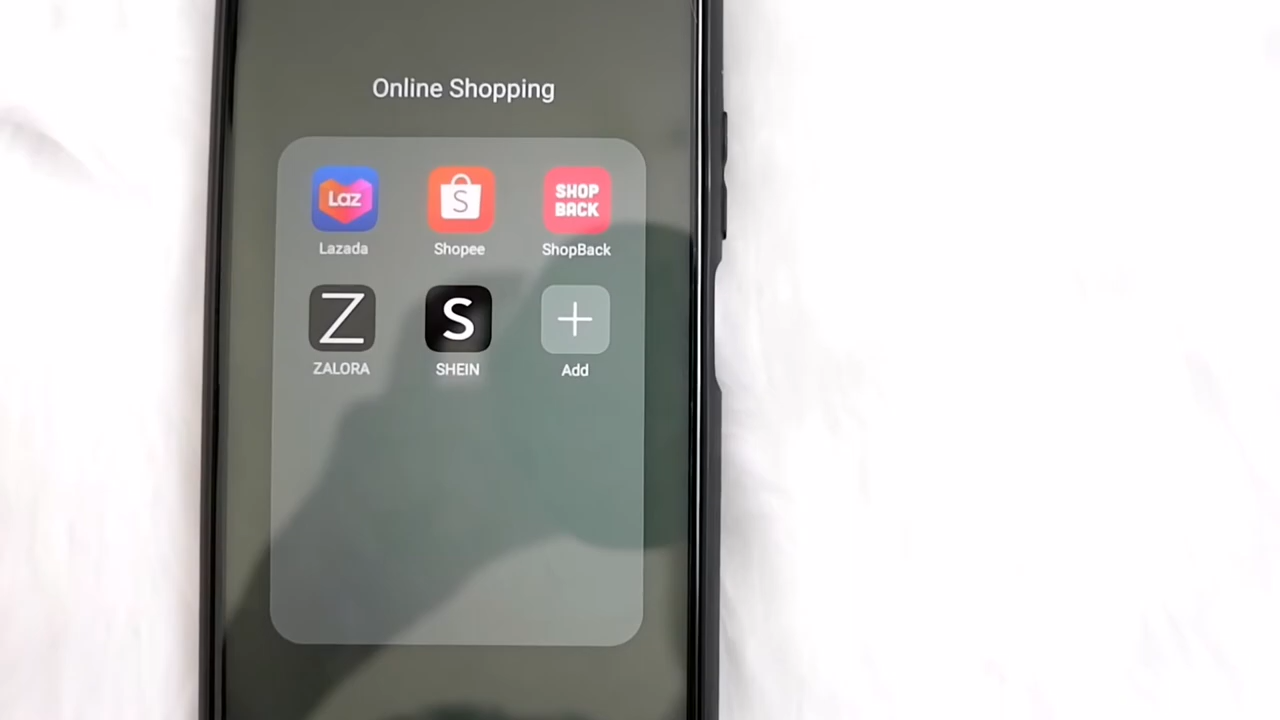 Online Shopping
Laz
S
SHOP
BACK
Lazada
Shopee
ShopBack
Z
S
ZALORA
SHEIN
Add